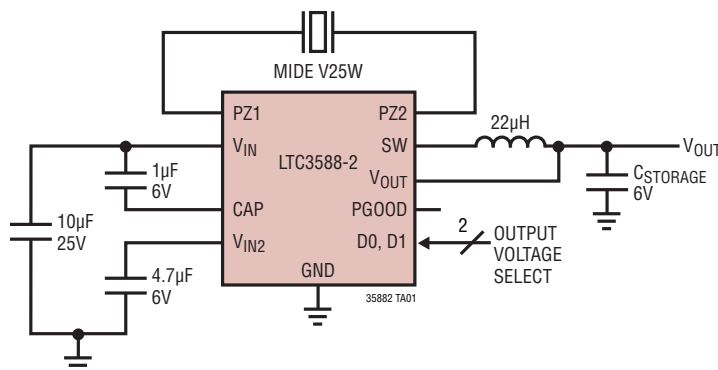 MIDE V25W
PZ1
PZ2
22µH
VIN
SW
VOUT
LTC3588-2
1µF
6V
VOUT
CSTORAGE
6V
CAP
PGOOD
10µF
25V
VIN2
D0, D1
2
OUTPUT
VOLTAGE
SELECT
4.7µF
6V
GND
35882 TA01